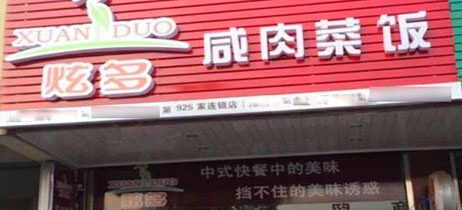 XUAN DUO
炫多
咸肉菜饭
第925家连锁店
XUAN DUO
炫多
中式快餐中的美味
挡不住的美味诱惑